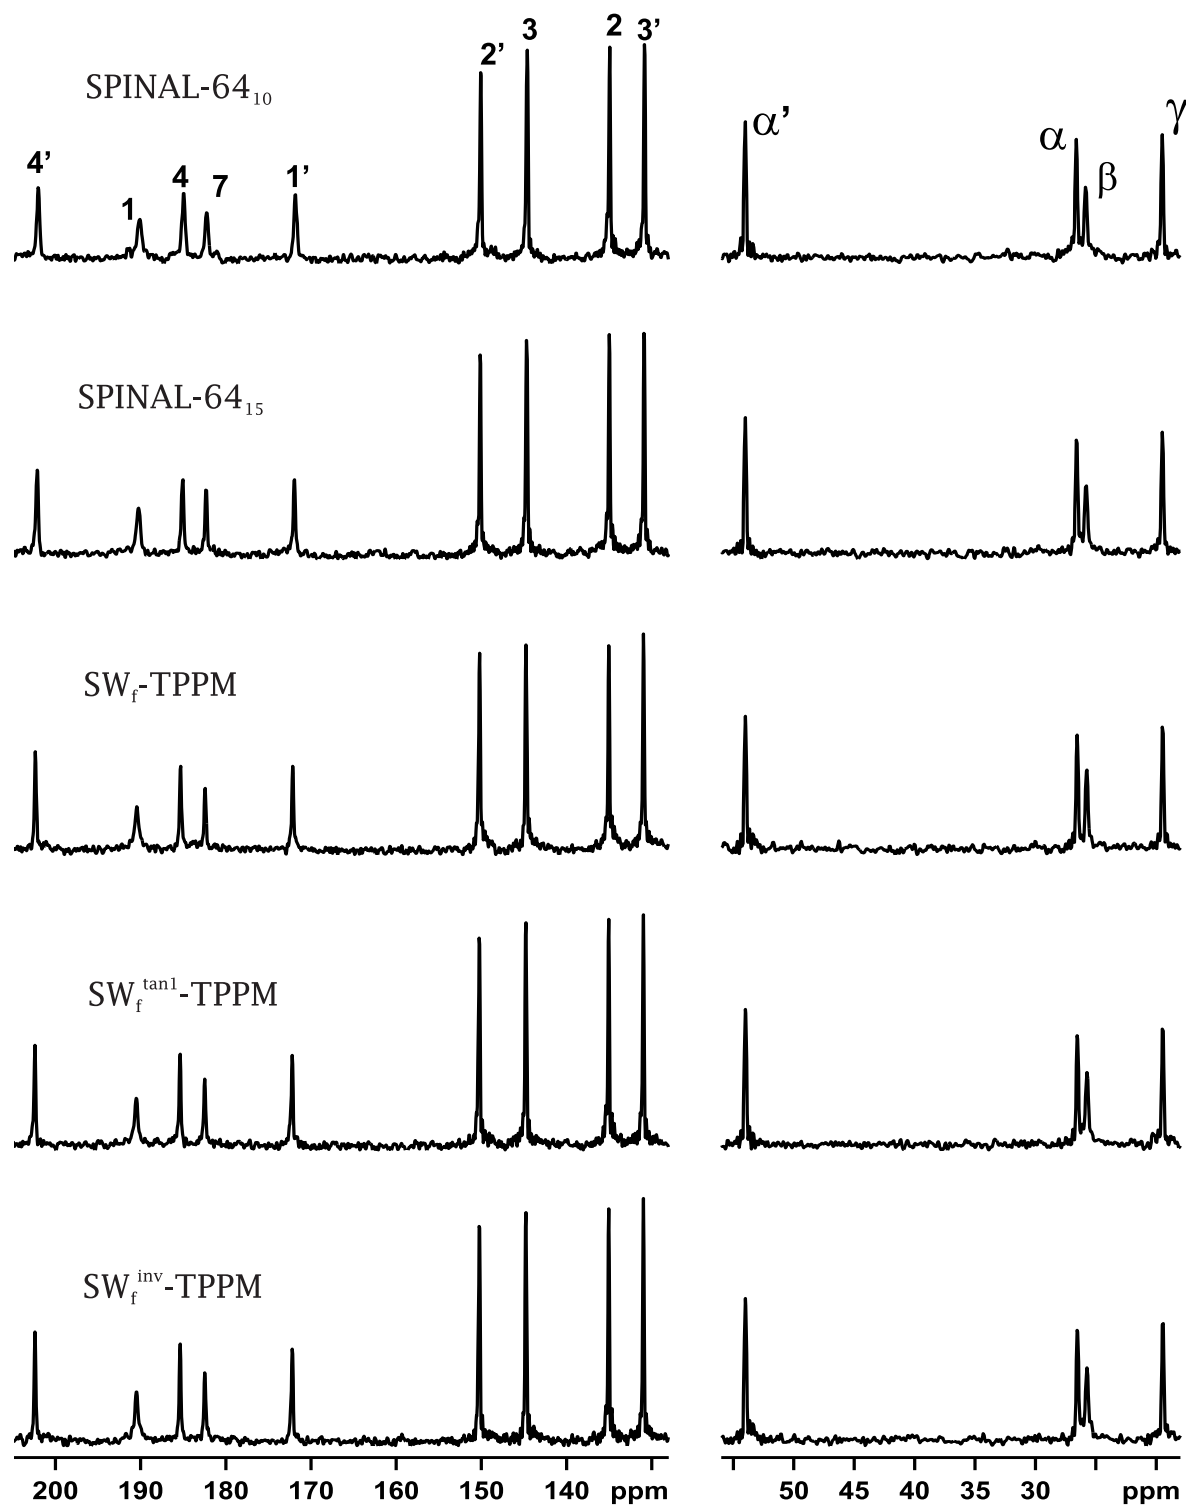 4’ 1 4 7 1’ 2’ 3 2 3’ α’ α β γ
SPINAL-64₁₀
SPINAL-64₁₅
SW_f-TPPM
SW_f^tan1-TPPM
SW_f^inv-TPPM
200 190 180 170 160 150 140 ppm 50 45 40 35 30 ppm